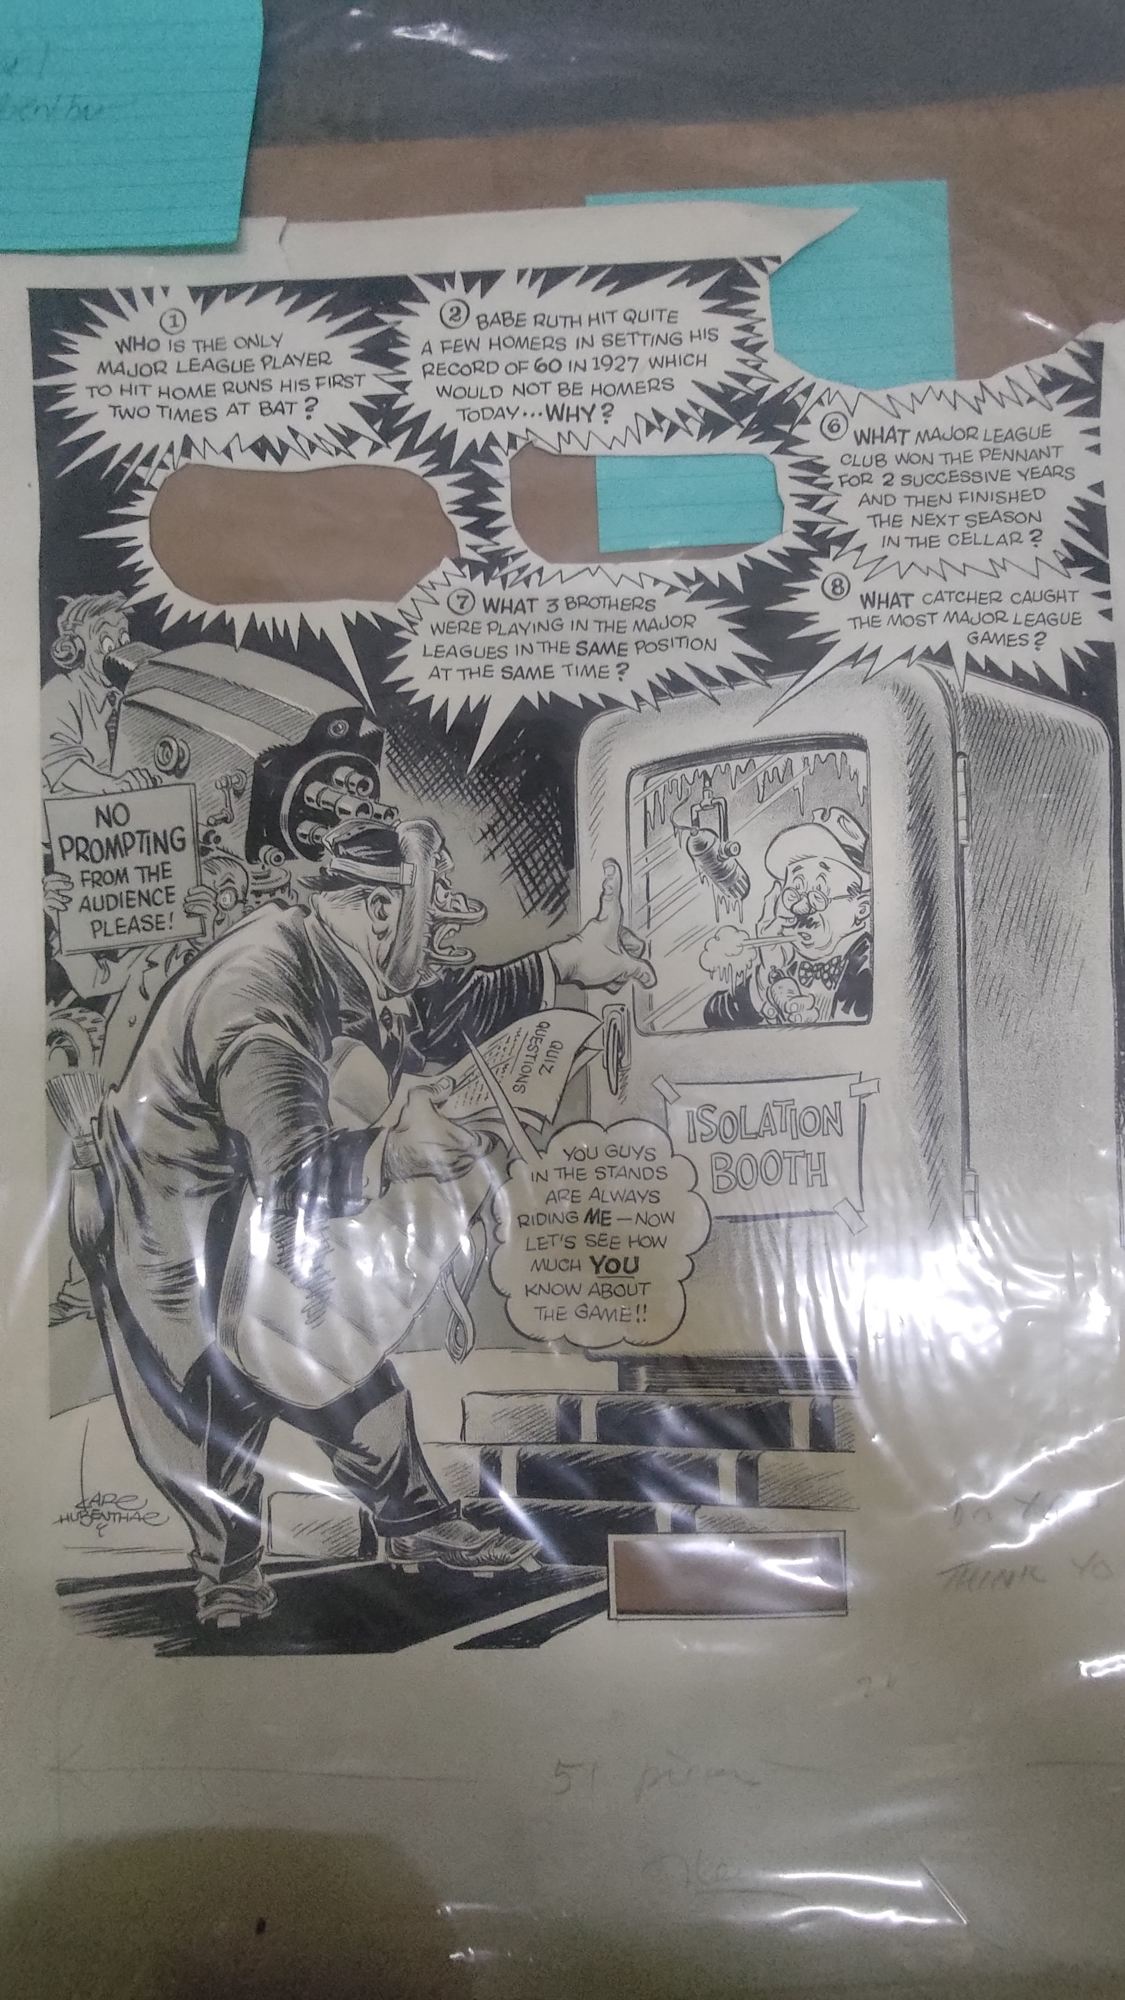 1
WHO IS THE ONLY
MAJOR LEAGUE PLAYER
TO HIT HOME RUNS HIS FIRST
TWO TIMES AT BAT?
2 BABE RUTH HIT QUITE
A FEW HOMERS IN SETTING HIS
RECORD OF 60 IN 1927 WHICH
WOULD NOT BE HOMERS
TODAY...WHY?
6 WHAT MAJOR LEAGUE
CLUB WON THE PENNANT
FOR 2 SUCCESSIVE YEARS
AND THEN FINISHED
THE NEXT SEASON
IN THE CELLAR?
7 WHAT 3 BROTHERS
WERE PLAYING IN THE MAJOR
LEAGUES IN THE SAME POSITION
AT THE SAME TIME?
8 WHAT CATCHER CAUGHT
THE MOST MAJOR LEAGUE
GAMES?
NO
PROMPTING
FROM THE
AUDIENCE
PLEASE!
QUIZ
QUESTIONS
ISOLATION
BOOTH
YOU GUYS
IN THE STANDS
ARE ALWAYS
RIDING ME—NOW
LET'S SEE HOW
MUCH YOU
KNOW ABOUT
THE GAME!!
KARL
HUBENTHAL
THINK YO
51 picas